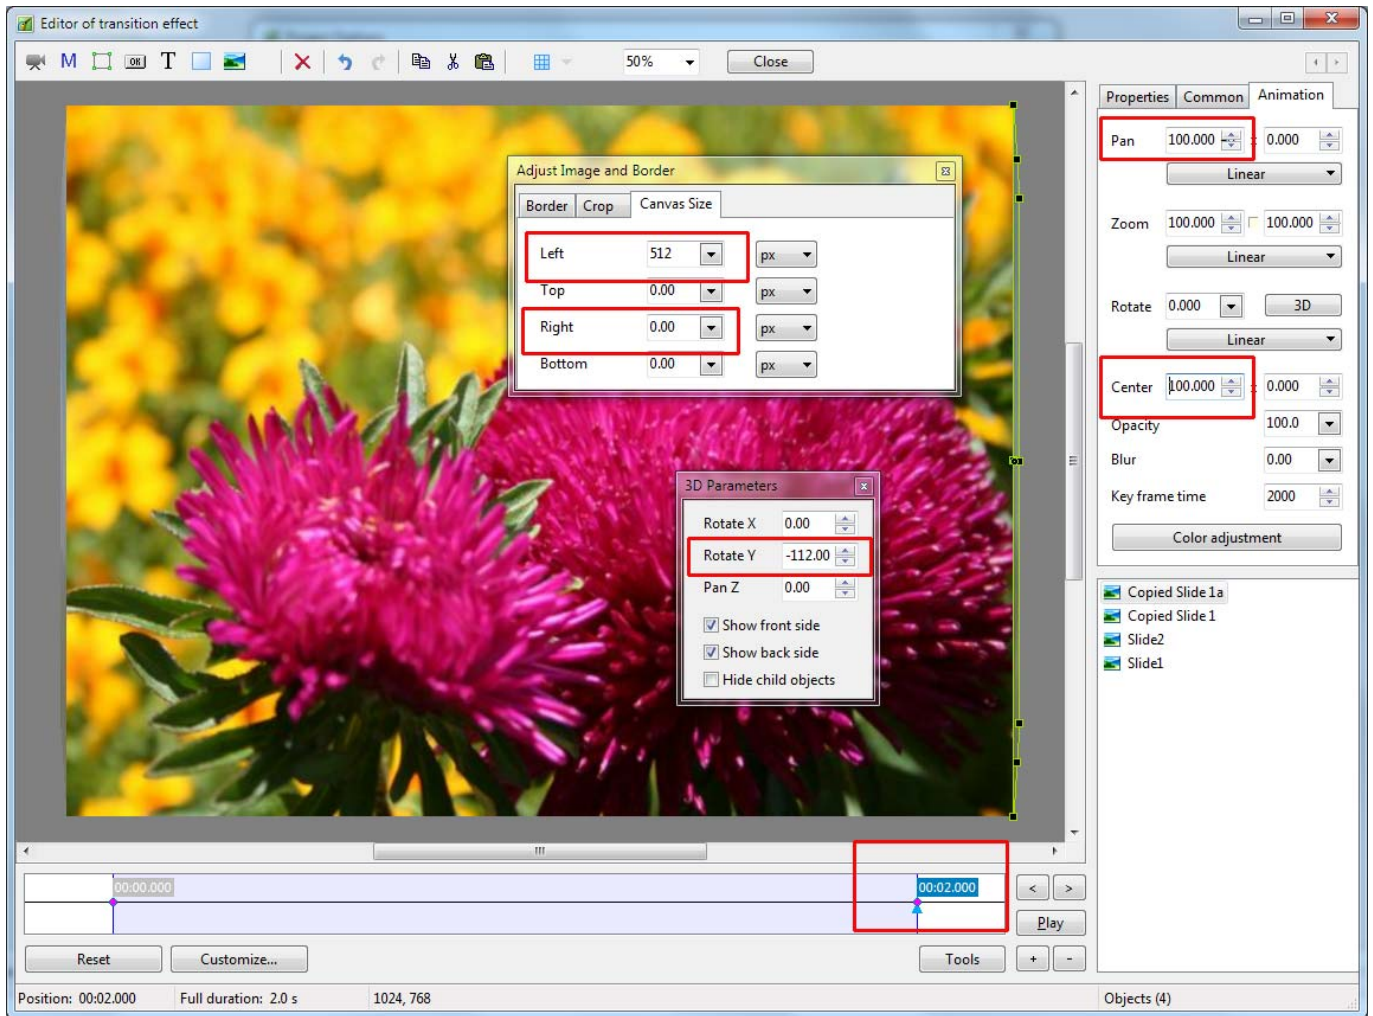 Editor of transition effect
M OK T 50% Close
Properties Common Animation
Pan 100.000 0.000
Linear
Zoom 100.000 100.000
Linear
Rotate 0.000 3D
Linear
Center 100.000 0.000
Opacity 100.0
Blur 0.00
Key frame time 2000
Color adjustment
Adjust Image and Border
Border Crop Canvas Size
Left 512 px
Top 0.00 px
Right 0.00 px
Bottom 0.00 px
3D Parameters
Rotate X 0.00
Rotate Y -112.00
Pan Z 0.00
Show front side
Show back side
Hide child objects
Copied Slide 1a
Copied Slide 1
Slide2
Slide1
00:00.000 00:02.000
< >
Play
Reset Customize... Tools + -
Position: 00:02.000 Full duration: 2.0 s 1024, 768 Objects (4)